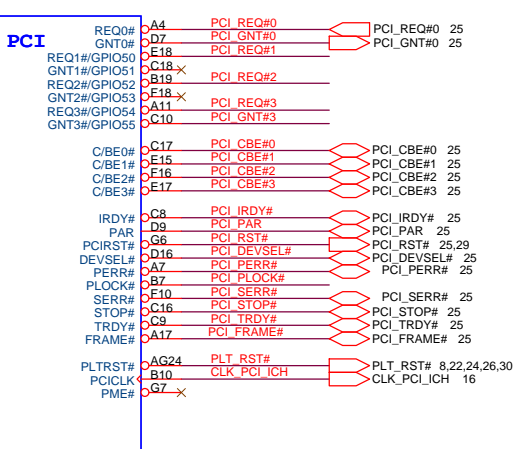 PCI
REQ0# A4 PCI_REQ#0 PCI_REQ#0 25
GNT0# D7 PCI_GNT#0 PCI_GNT#0 25
REQ1#/GPIO50 E18 PCI_REQ#1
GNT1#/GPIO51 C18
REQ2#/GPIO52 B19 PCI_REQ#2
GNT2#/GPIO53 F18
REQ3#/GPIO54 A11 PCI_REQ#3
GNT3#/GPIO55 C10 PCI_GNT#3
C/BE0# C17 PCI_CBE#0 PCI_CBE#0 25
C/BE1# E15 PCI_CBE#1 PCI_CBE#1 25
C/BE2# F16 PCI_CBE#2 PCI_CBE#2 25
C/BE3# E17 PCI_CBE#3 PCI_CBE#3 25
IRDY# C8 PCI_IRDY# PCI_IRDY# 25
PAR D9 PCI_PAR PCI_PAR 25
PCIRST# G6 PCI_RST# PCI_RST# 25,29
DEVSEL# D16 PCI_DEVSEL# PCI_DEVSEL# 25
PERR# A7 PCI_PERR# PCI_PERR# 25
PLOCK# B7 PCI_PLOCK#
SERR# F10 PCI_SERR# PCI_SERR# 25
STOP# C16 PCI_STOP# PCI_STOP# 25
TRDY# C9 PCI_TRDY# PCI_TRDY# 25
FRAME# A17 PCI_FRAME# PCI_FRAME# 25
PLTRST# AG24 PLT_RST# PLT_RST# 8,22,24,26,30
PCICLK B10 CLK_PCI_ICH CLK_PCI_ICH 16
PME# G7